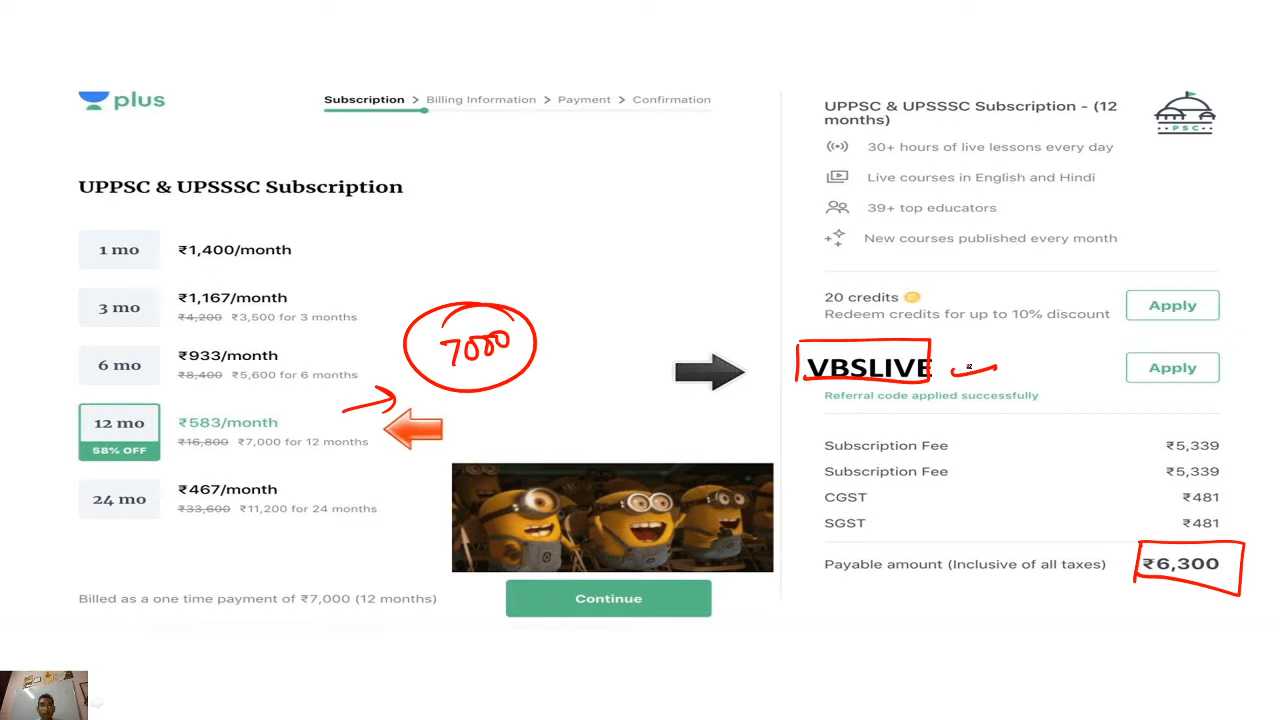 plus
Subscription > Billing Information > Payment > Confirmation
UPPSC & UPSSSC Subscription
1 mo ₹1,400/month
3 mo ₹1,167/month
₹4,200 ₹3,500 for 3 months
6 mo ₹933/month
₹8,400 ₹5,600 for 6 months
12 mo ₹583/month
58% OFF ₹16,800 ₹7,000 for 12 months
24 mo ₹467/month
₹33,600 ₹11,200 for 24 months
7000
Billed as a one time payment of ₹7,000 (12 months)
Continue
UPPSC & UPSSSC Subscription - (12
months)
PSC
30+ hours of live lessons every day
Live courses in English and Hindi
39+ top educators
New courses published every month
20 credits
Redeem credits for up to 10% discount
Apply
VBSLIVE
Apply
Referral code applied successfully
Subscription Fee ₹5,339
Subscription Fee ₹5,339
CGST ₹481
SGST ₹481
Payable amount (Inclusive of all taxes) ₹6,300